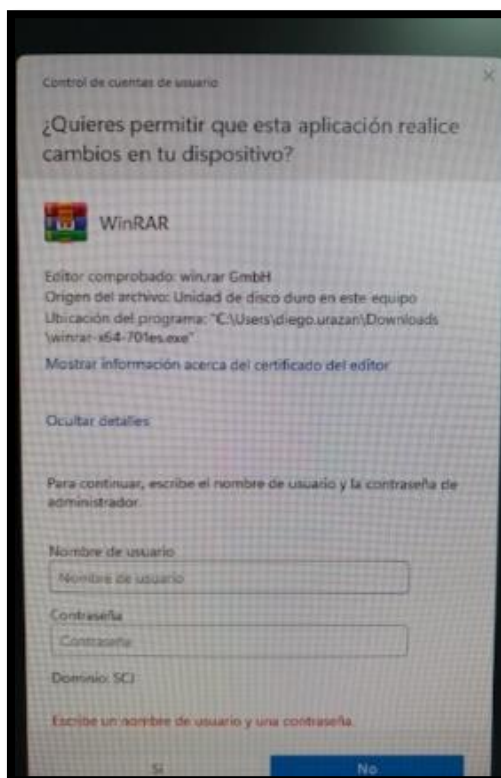 Control de cuentas de usuario
¿Quieres permitir que esta aplicación realice
cambios en tu dispositivo?
WinRAR
Editor comprobado: win.rar GmbH
Origen del archivo: Unidad de disco duro en este equipo
Ubicación del programa: "C:\Users\diego.urazan\Downloads
\winrar-x64-701es.exe"
Mostrar información acerca del certificado del editor
Ocultar detalles
Para continuar, escribe el nombre de usuario y la contraseña de
administrador.
Nombre de usuario
Nombre de usuario
Contraseña
Contraseña
Dominio: SCJ
Escribe un nombre de usuario y una contraseña.
Sí
No